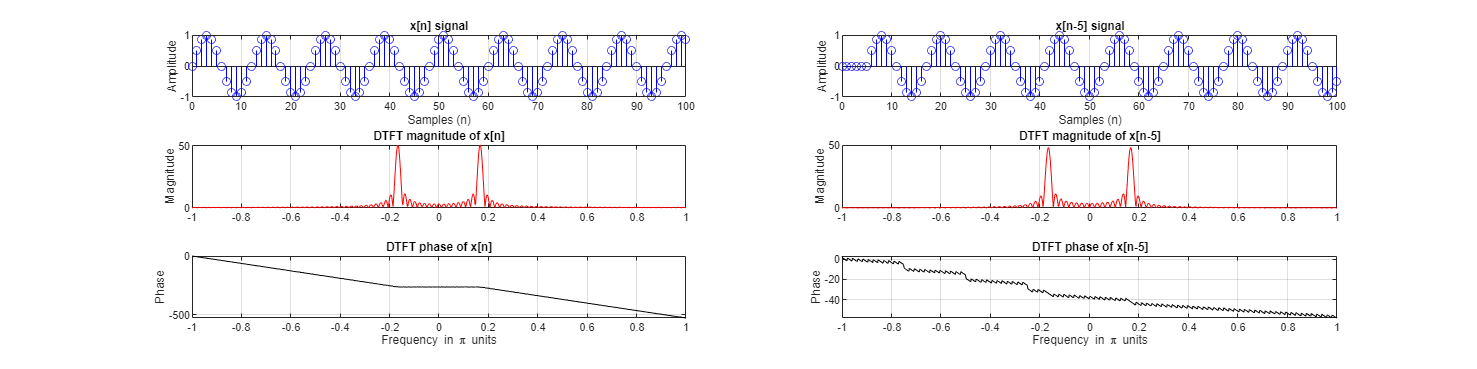 x[n] signal
1
0
-1
Amplitude
0 10 20 30 40 50 60 70 80 90 100
Samples (n)
DTFT magnitude of x[n]
50
0
Magnitude
-1 -0.8 -0.6 -0.4 -0.2 0 0.2 0.4 0.6 0.8 1
DTFT phase of x[n]
0
-500
Phase
-1 -0.8 -0.6 -0.4 -0.2 0 0.2 0.4 0.6 0.8 1
Frequency in π units
x[n-5] signal
1
0
-1
Amplitude
0 10 20 30 40 50 60 70 80 90 100
Samples (n)
DTFT magnitude of x[n-5]
50
0
Magnitude
-1 -0.8 -0.6 -0.4 -0.2 0 0.2 0.4 0.6 0.8 1
DTFT phase of x[n-5]
0
-20
-40
Phase
-1 -0.8 -0.6 -0.4 -0.2 0 0.2 0.4 0.6 0.8 1
Frequency in π units